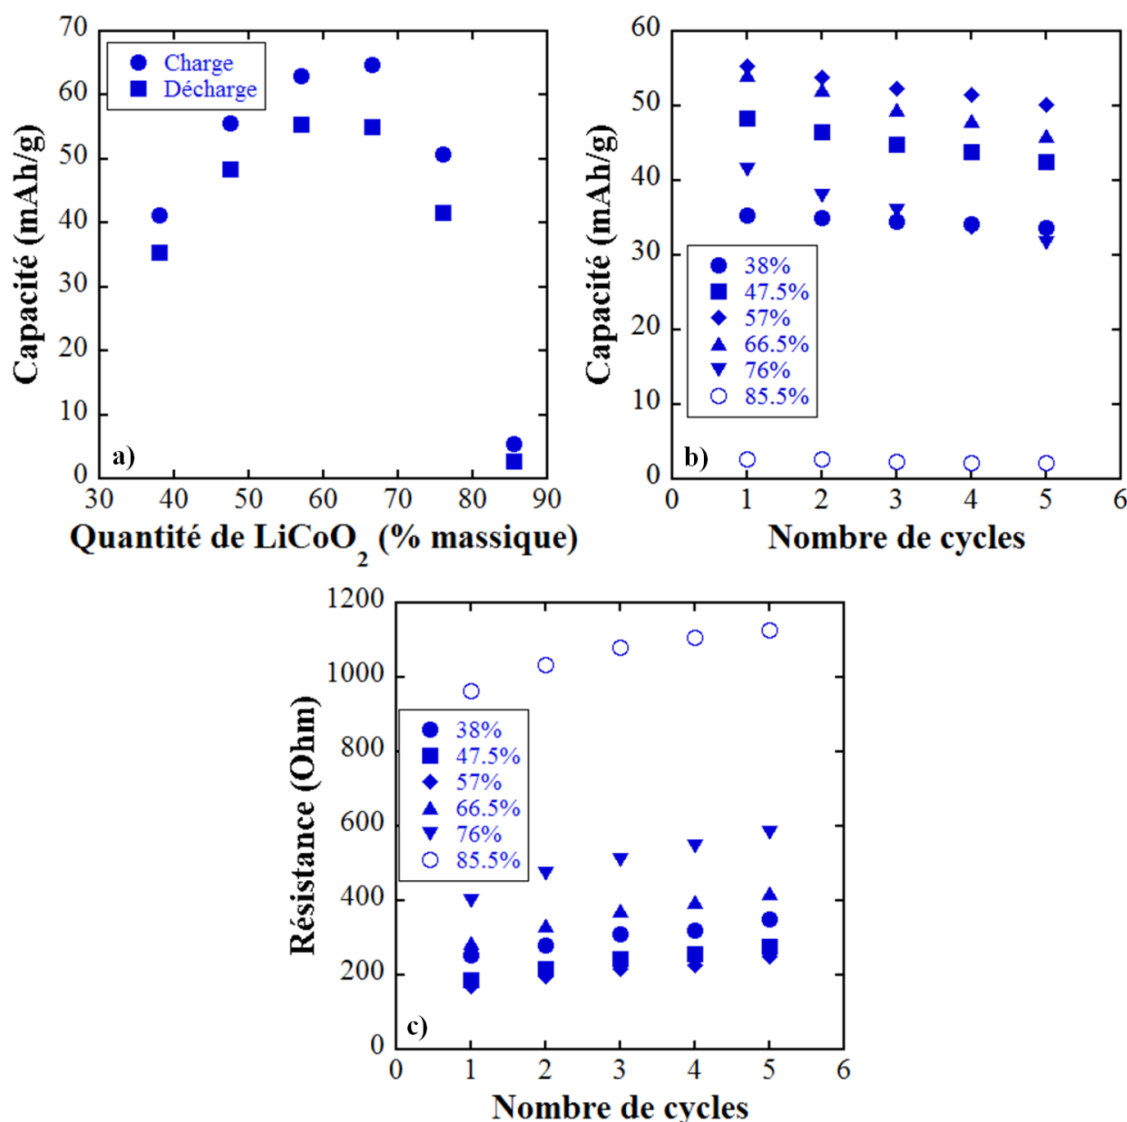 70
60
50
40
30
20
10
0
Capacité (mAh/g)
Charge
Décharge
a)
30 40 50 60 70 80 90
Quantité de LiCoO2 (% massique)
60
50
40
30
20
10
0
Capacité (mAh/g)
38%
47.5%
57%
66.5%
76%
85.5%
b)
0 1 2 3 4 5 6
Nombre de cycles
1200
1000
800
600
400
200
0
Résistance (Ohm)
38%
47.5%
57%
66.5%
76%
85.5%
c)
0 1 2 3 4 5 6
Nombre de cycles